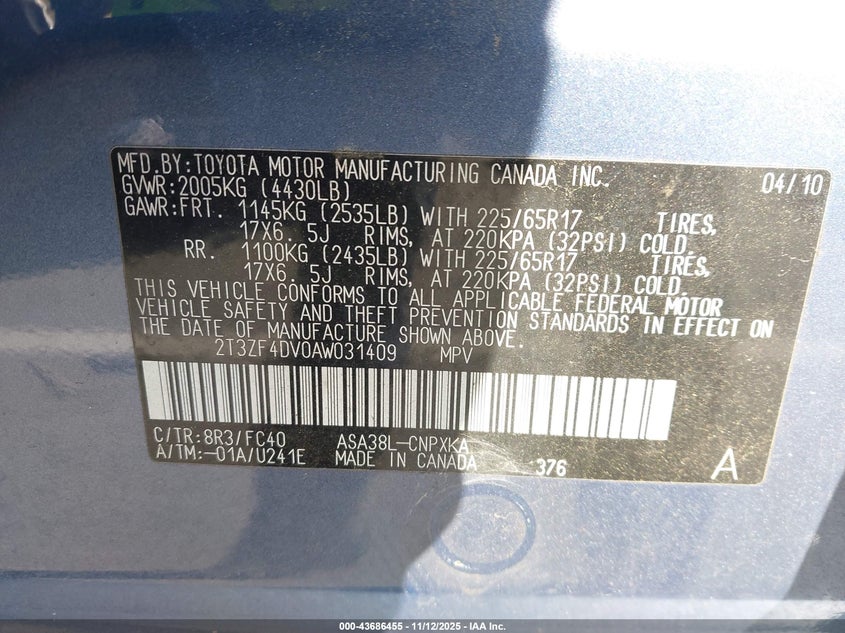 MFD.BY:TOYOTA MOTOR MANUFACTURING CANADA INC. 04/10
GVWR:2005KG (4430LB)
GAWR:FRT. 1145KG (2535LB) WITH 225/65R17 TIRES,
17X6. 5J RIMS, AT 220KPA (32PSI) COLD.
RR. 1100KG (2435LB) WITH 225/65R17 TIRES,
17X6. 5J RIMS, AT 220KPA (32PSI) COLD.
THIS VEHICLE CONFORMS TO ALL APPLICABLE FEDERAL MOTOR
VEHICLE SAFETY AND THEFT PREVENTION STANDARDS IN EFFECT ON
THE DATE OF MANUFACTURE SHOWN ABOVE.
2T3ZF4DV0AW031409 MPV
C/TR:8R3/FC40 ASA38L-CNPXKA
A/TM:-01A/U241E MADE IN CANADA 376 A
000-43686455 - 11/12/2025 - IAA Inc.